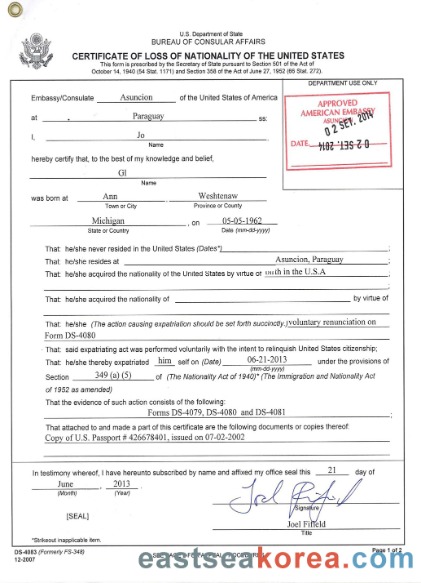 U.S. Department of State
BUREAU OF CONSULAR AFFAIRS
CERTIFICATE OF LOSS OF NATIONALITY OF THE UNITED STATES
This form is prescribed by the Secretary of State pursuant to Section 501 of the Act of
October 14, 1940 (54 Stat. 1171) and Section 358 of the Act of June 27, 1952 (66 Stat. 272).
DEPARTMENT USE ONLY
Embassy/Consulate Asuncion of the United States of America
APPROVED
AMERICAN EMBASSY
ASUNCION
02 SET. 2014
DATE 02 SET. 2014
at Paraguay ss:
I, Jo
Name
hereby certify that, to the best of my knowledge and belief,
Gl
Name
was born at Ann Weshtenaw
Town or City Province or County
Michigan , on 05-05-1962
State or Country Date (mm-dd-yyyy)
That: he/she never resided in the United States (Dates*) ;
That: he/she resides at Asuncion, Paraguay ;
That: he/she acquired the nationality of the United States by virtue of in the U.S.A
That: he/she acquired the nationality of by virtue of
That: he/she (The action causing expatriation should be set forth succinctly.) voluntary renunciation on
Form DS-4080
That: said expatriating act was performed voluntarily with the intent to relinquish United States citizenship;
That: he/she thereby expatriated him self on (Date) 06-21-2013 under the provisions of
(mm-dd-yyyy)
Section 349 (a) (5) of (The Nationality Act of 1940)* (The Immigration and Nationality Act
of 1952 as amended)
That the evidence of such action consists of the following:
Forms DS-4079, DS-4080 and DS-4081 ;
That attached to and made a part of this certificate are the following documents or copies thereof:
Copy of U.S. Passport # 426678401, issued on 07-02-2002
In testimony whereof, I have hereunto subscribed by name and affixed my office seal this 21 day of
June , 2013 .
(Month) (Year)
Joel Fifield
Signature
[SEAL]
Joel Fifield
Title
*Strikeout inapplicable item.
DS-4083 (Formerly FS-348)
12-2007
Page 1 of 2
eastseakorea.com